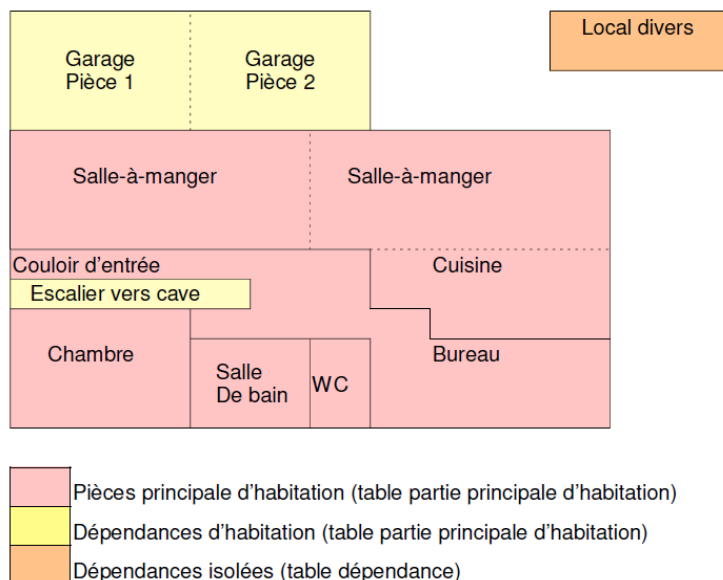 Garage
Pièce 1
Garage
Pièce 2
Local divers
Salle-à-manger
Salle-à-manger
Couloir d'entrée
Cuisine
Escalier vers cave
Chambre
Bureau
Salle
De bain
WC
Pièces principale d'habitation (table partie principale d'habitation)
Dépendances d'habitation (table partie principale d'habitation)
Dépendances isolées (table dépendance)